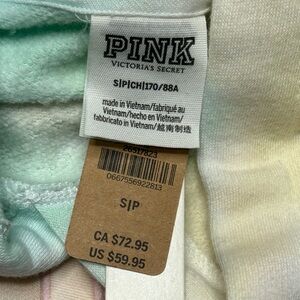 PINK
VICTORIA'S SECRET
S|P|CH|170/88A
made in Vietnam/fabriqué au
Vietnam/hecho en Vietnam/
fabbricato in Vietnam/越南制造
26517823
0667556922813
S|P
CA $72.95
US $59.95